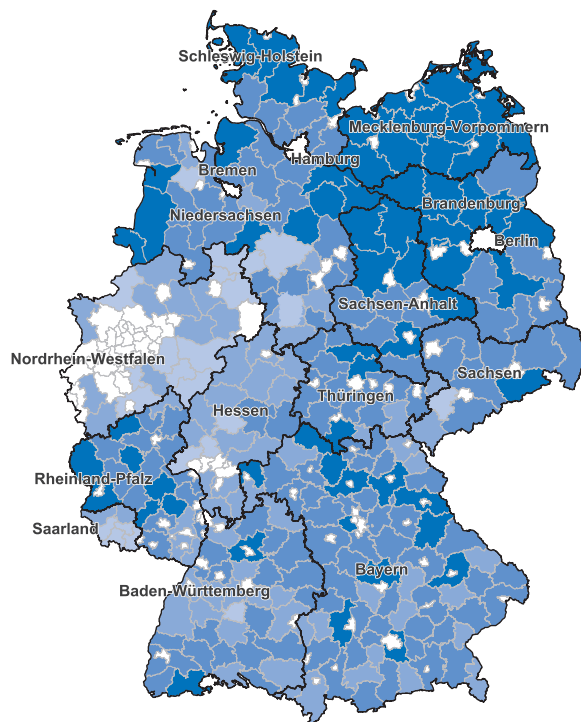 Schleswig-Holstein
Mecklenburg-Vorpommern
Hamburg
Bremen
Brandenburg
Niedersachsen
Berlin
Sachsen-Anhalt
Nordrhein-Westfalen
Sachsen
Thüringen
Hessen
Rheinland-Pfalz
Saarland
Bayern
Baden-Württemberg